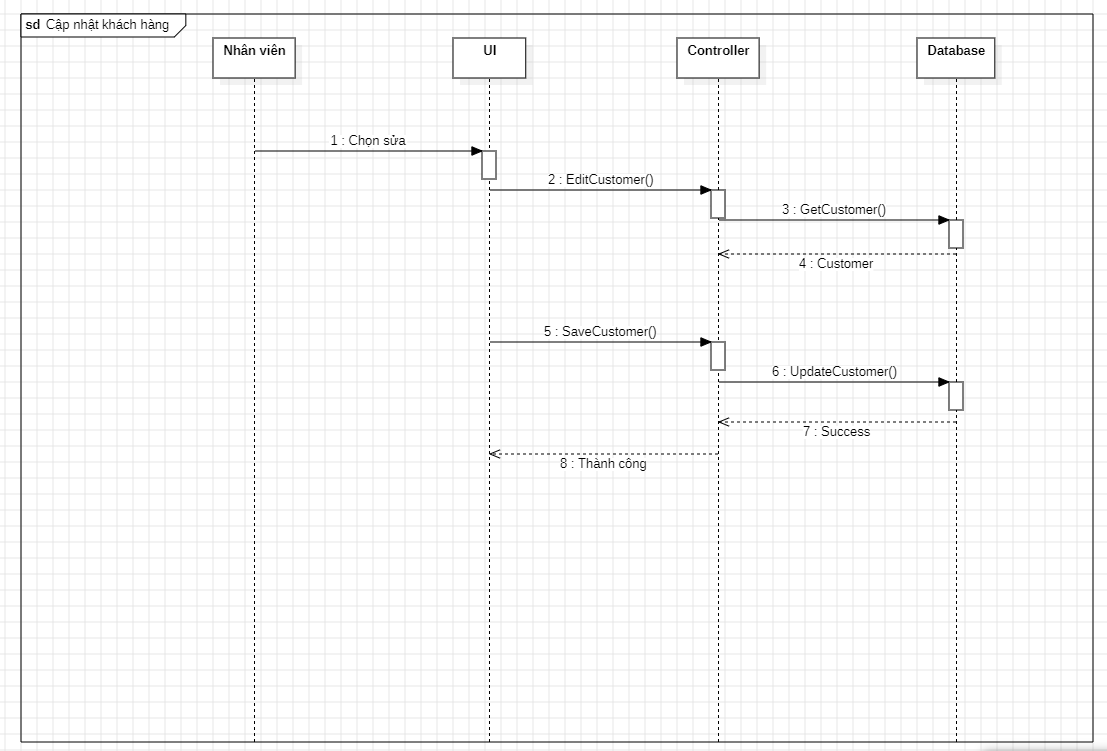 sd Cập nhật khách hàng
Nhân viên
UI
Controller
Database
1 : Chọn sửa
2 : EditCustomer()
3 : GetCustomer()
4 : Customer
5 : SaveCustomer()
6 : UpdateCustomer()
7 : Success
8 : Thành công